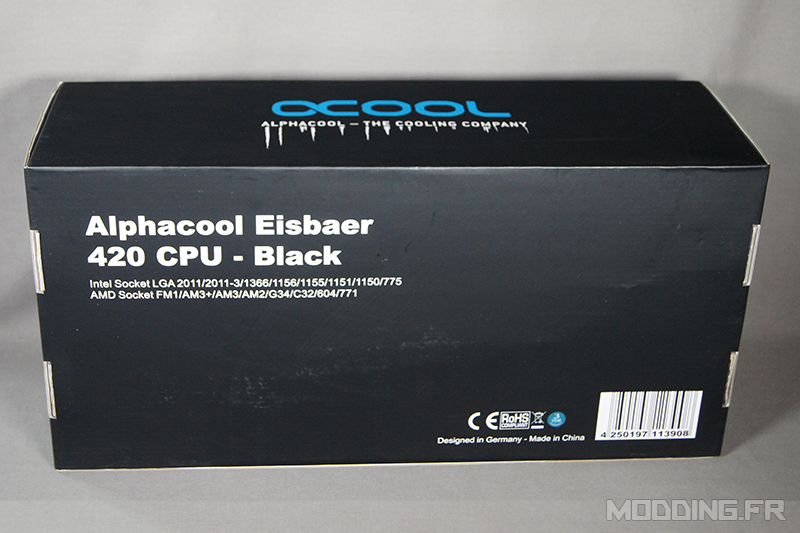 alphacool
ALPHACOOL – THE COOLING COMPANY
Alphacool Eisbaer
420 CPU - Black
Intel Socket LGA 2011/2011-3/1366/1156/1155/1151/1150/775
AMD Socket FM1/AM3+/AM3/AM2/G34/C32/604/771
CE RoHS
COMPLIANT
Designed in Germany - Made in China
4 250197 113908
MODDING.FR